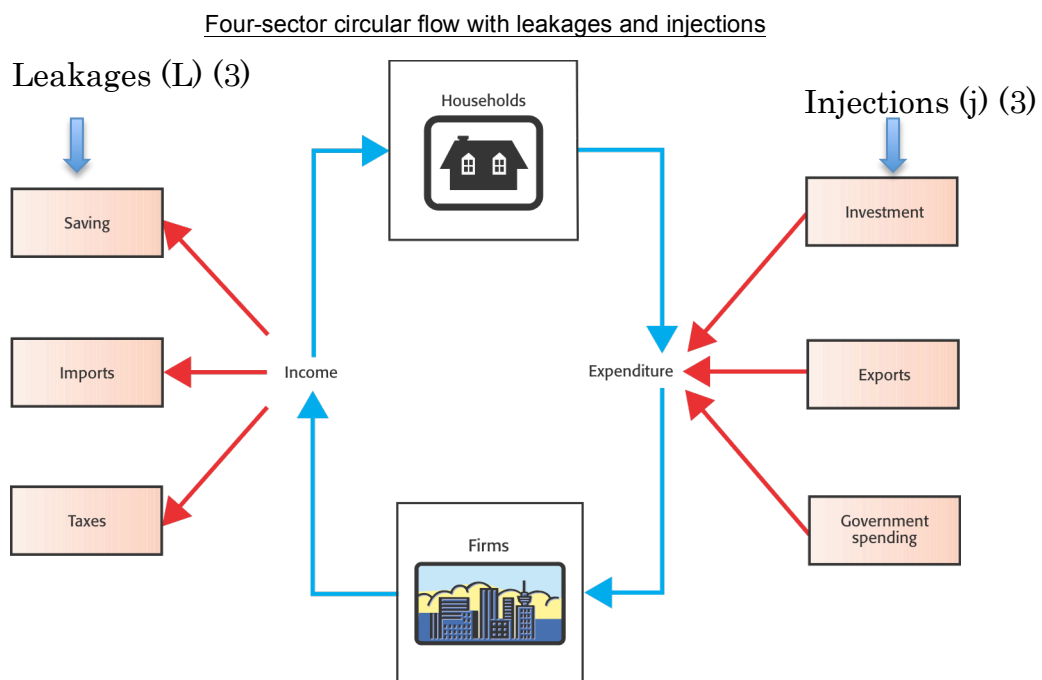 Four-sector circular flow with leakages and injections
Leakages (L) (3)
Injections (j) (3)
Households
Saving
Investment
Imports
Income
Expenditure
Exports
Taxes
Firms
Government
spending